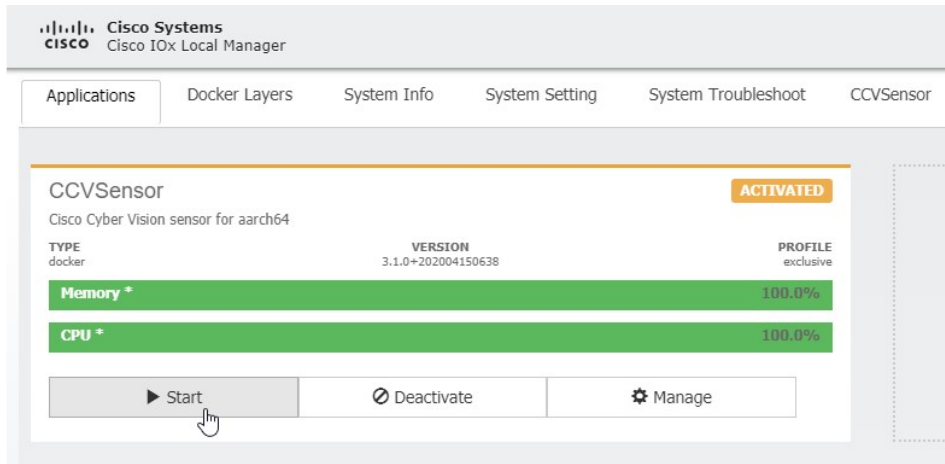 Cisco Systems
CISCO Cisco IOx Local Manager
Applications Docker Layers System Info System Setting System Troubleshoot CCVSensor
CCVSensor ACTIVATED
Cisco Cyber Vision sensor for aarch64
TYPE VERSION PROFILE
docker 3.1.0+202004150638 exclusive
Memory * 100.0%
CPU * 100.0%
Start Deactivate Manage